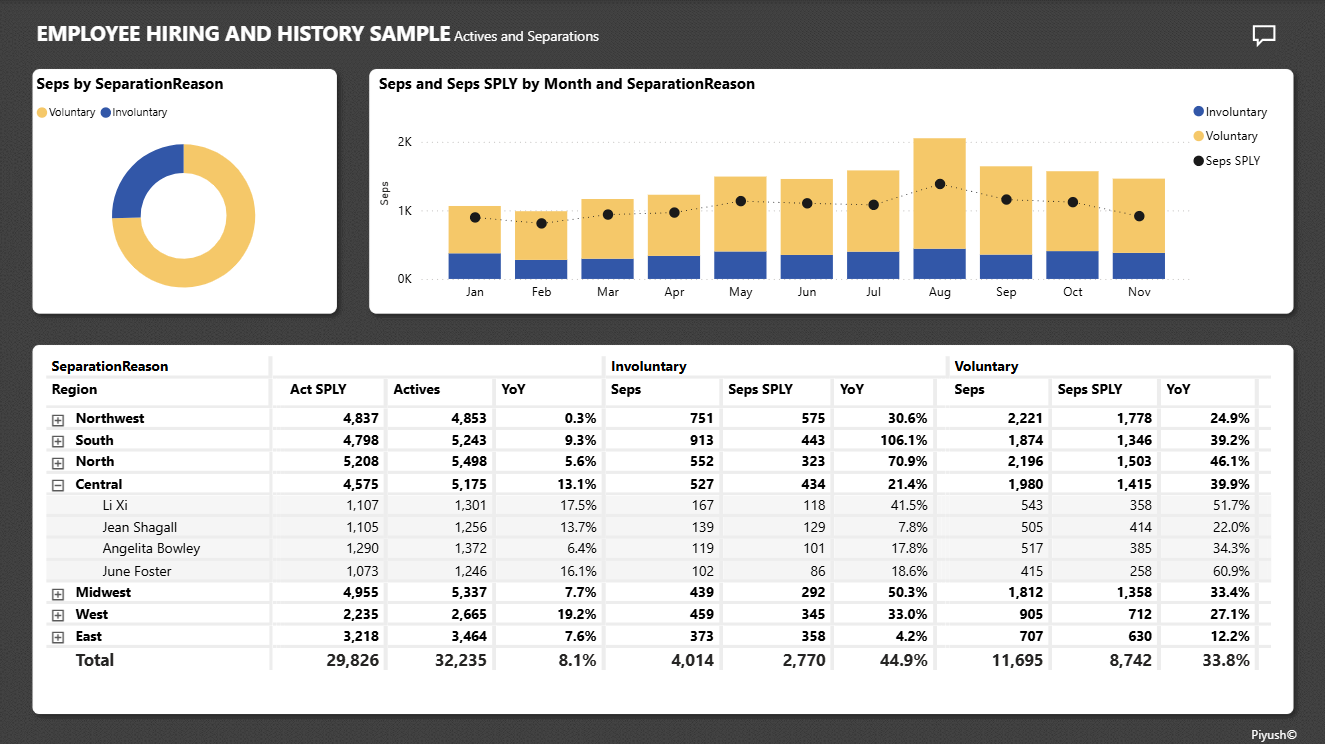 EMPLOYEE HIRING AND HISTORY SAMPLE Actives and Separations
Seps by SeparationReason
Voluntary Involuntary
Seps and Seps SPLY by Month and SeparationReason
Involuntary
Voluntary
Seps SPLY
Seps
2K
1K
0K
Jan Feb Mar Apr May Jun Jul Aug Sep Oct Nov
SeparationReason Involuntary Voluntary
Region Act SPLY Actives YoY Seps Seps SPLY YoY Seps Seps SPLY YoY
Northwest 4,837 4,853 0.3% 751 575 30.6% 2,221 1,778 24.9%
South 4,798 5,243 9.3% 913 443 106.1% 1,874 1,346 39.2%
North 5,208 5,498 5.6% 552 323 70.9% 2,196 1,503 46.1%
Central 4,575 5,175 13.1% 527 434 21.4% 1,980 1,415 39.9%
Li Xi 1,107 1,301 17.5% 167 118 41.5% 543 358 51.7%
Jean Shagall 1,105 1,256 13.7% 139 129 7.8% 505 414 22.0%
Angelita Bowley 1,290 1,372 6.4% 119 101 17.8% 517 385 34.3%
June Foster 1,073 1,246 16.1% 102 86 18.6% 415 258 60.9%
Midwest 4,955 5,337 7.7% 439 292 50.3% 1,812 1,358 33.4%
West 2,235 2,665 19.2% 459 345 33.0% 905 712 27.1%
East 3,218 3,464 7.6% 373 358 4.2% 707 630 12.2%
Total 29,826 32,235 8.1% 4,014 2,770 44.9% 11,695 8,742 33.8%
Piyush©